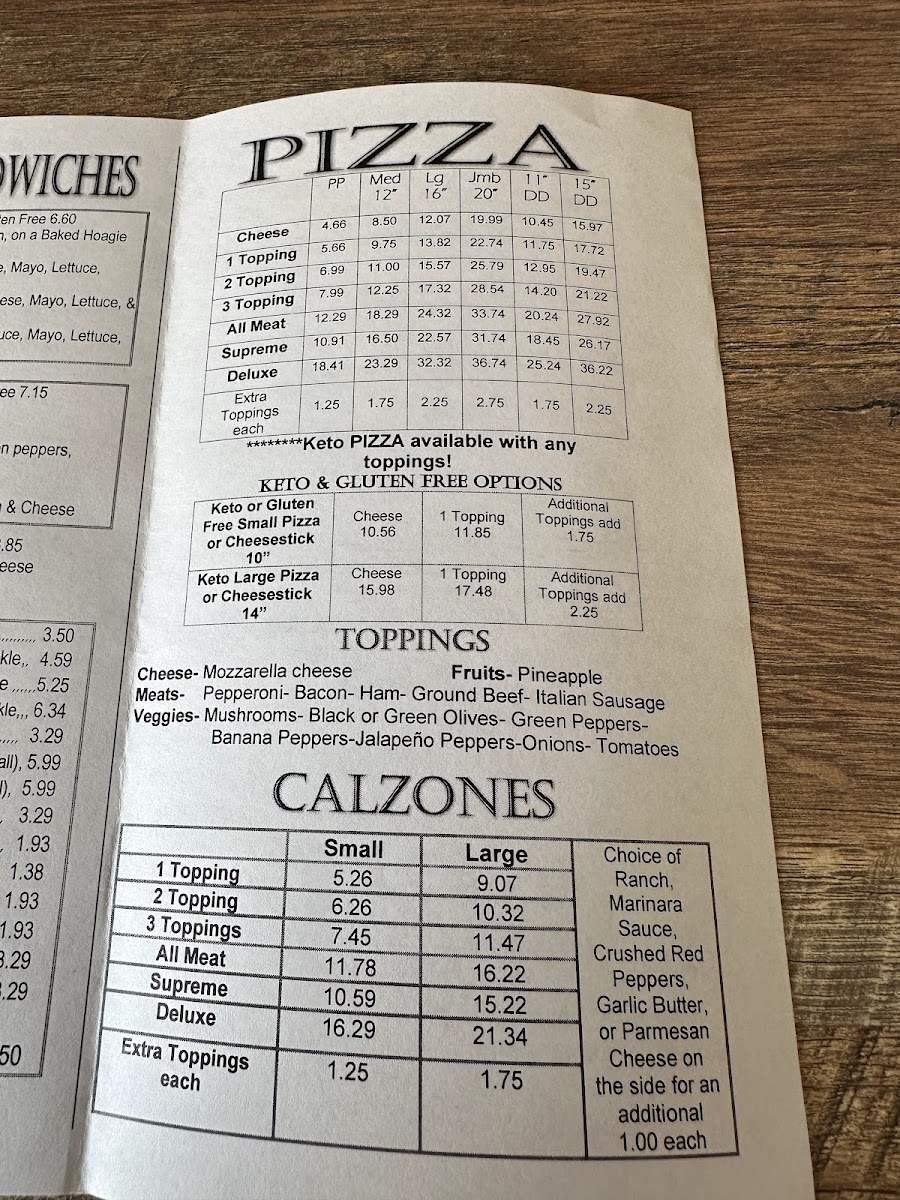 WICHES
Free 6.60
on a Baked Hoagie
Mayo, Lettuce,
Mayo, Lettuce, &
Mayo, Lettuce,
7.15
peppers,
& Cheese
3.50
4.59
5.25
6.34
3.29
5.99
5.99
3.29
1.93
1.38
1.93
PIZZA
PP Med 12" Lg 16" Jmb 20" 11" DD 15" DD
Cheese 4.66 8.50 12.07 19.99 10.45 15.97
1 Topping 5.66 9.75 13.82 22.74 11.75 17.72
2 Topping 6.99 11.00 15.57 25.79 12.95 19.47
3 Topping 7.99 12.25 17.32 28.54 14.20 21.22
All Meat 12.29 18.29 24.32 33.74 20.24 27.92
Supreme 10.91 16.50 22.57 31.74 18.45 26.17
Deluxe 18.41 23.29 32.32 36.74 25.24 36.22
Extra
Toppings 1.25 1.75 2.25 2.75 1.75 2.25
each
********Keto PIZZA available with any
toppings!
KETO & GLUTEN FREE OPTIONS
Keto or Gluten
Free Small Pizza
or Cheesestick
10"
Cheese
10.56
1 Topping
11.85
Additional
Toppings add
1.75
Keto Large Pizza
or Cheesestick
14"
Cheese
15.98
1 Topping
17.48
Additional
Toppings add
2.25
TOPPINGS
Cheese- Mozzarella cheese Fruits- Pineapple
Meats- Pepperoni- Bacon- Ham- Ground Beef- Italian Sausage
Veggies- Mushrooms- Black or Green Olives- Green Peppers-
Banana Peppers-Jalapeño Peppers-Onions- Tomatoes
CALZONES
Small Large
1 Topping 5.26 9.07
2 Topping 6.26 10.32
3 Toppings 7.45 11.47
All Meat 11.78 16.22
Supreme 10.59 15.22
Deluxe 16.29 21.34
Extra Toppings
each
1.25 1.75
Choice of
Ranch,
Marinara
Sauce,
Crushed Red
Peppers,
Garlic Butter,
or Parmesan
Cheese on
the side for an
additional
1.00 each